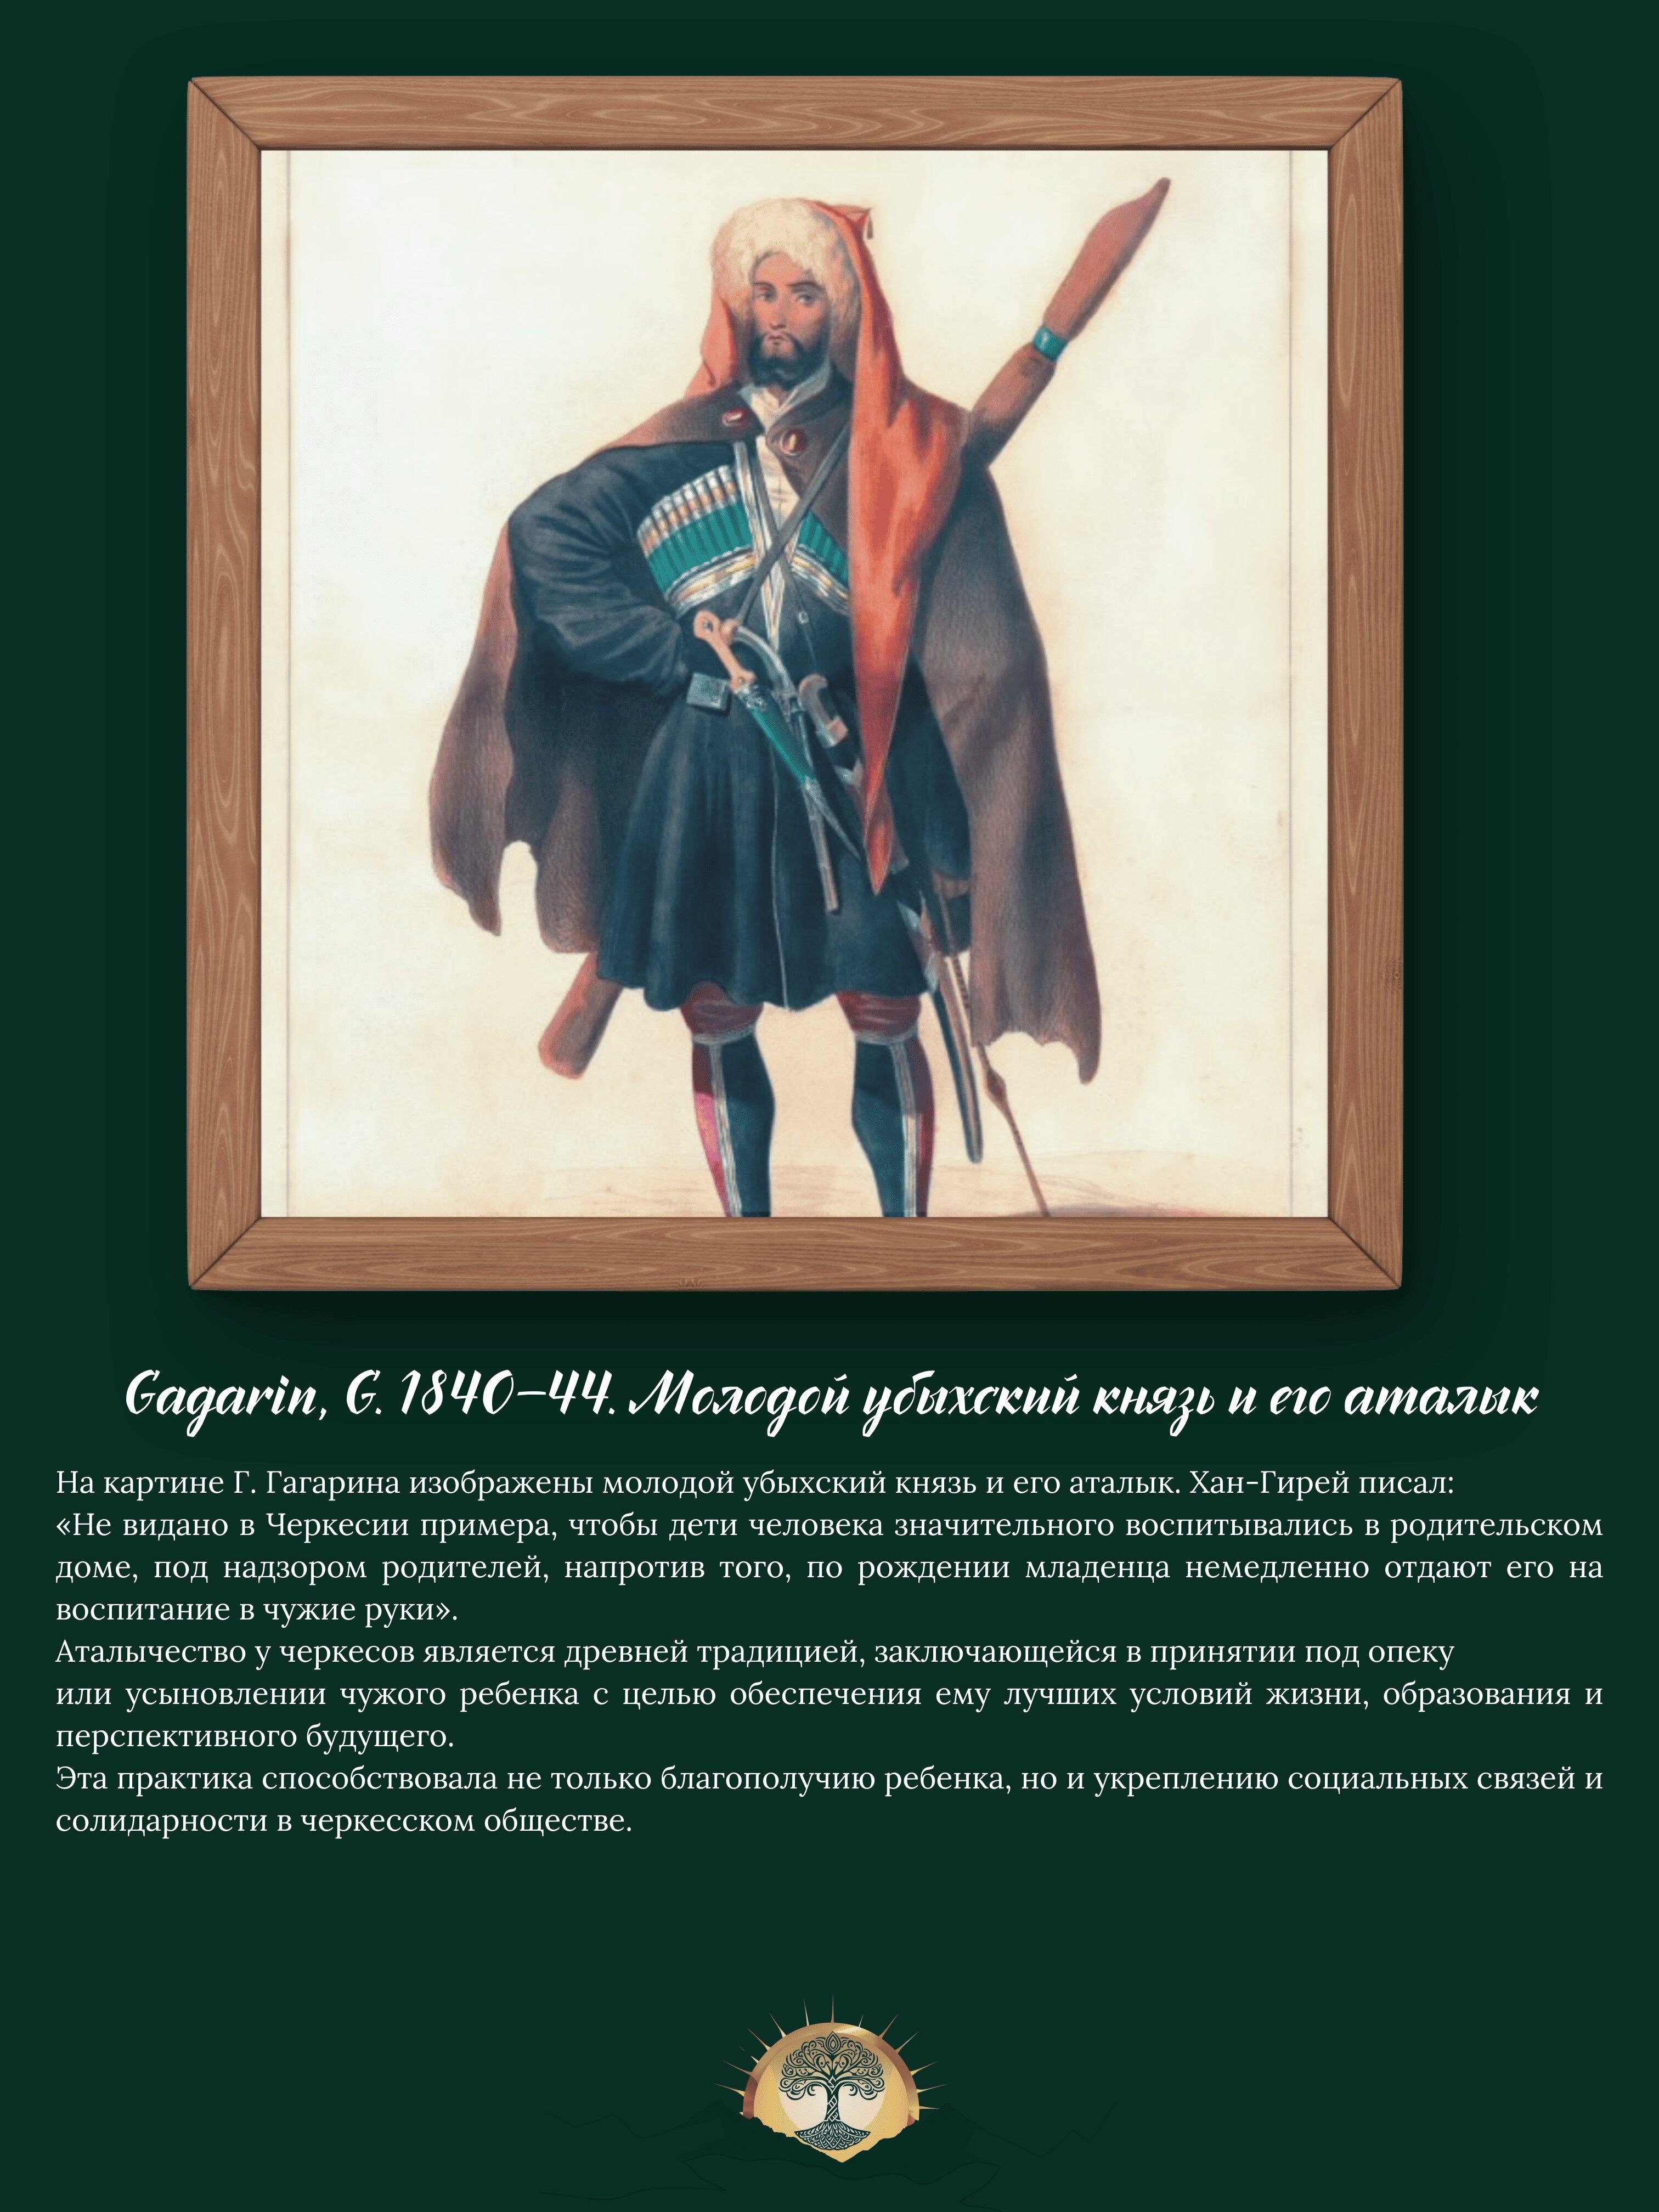 Gagarin, G. 1840–44. Молодой убыхский князь и его аталык
На картине Г. Гагарина изображены молодой убыхский князь и его аталык. Хан-Гирей писал:
«Не видано в Черкесии примера, чтобы дети человека значительного воспитывались в родительском
доме, под надзором родителей, напротив того, по рождении младенца немедленно отдают его на
воспитание в чужие руки».
Аталычество у черкесов является древней традицией, заключающейся в принятии под опеку
или усыновлении чужого ребенка с целью обеспечения ему лучших условий жизни, образования и
перспективного будущего.
Эта практика способствовала не только благополучию ребенка, но и укреплению социальных связей и
солидарности в черкесском обществе.